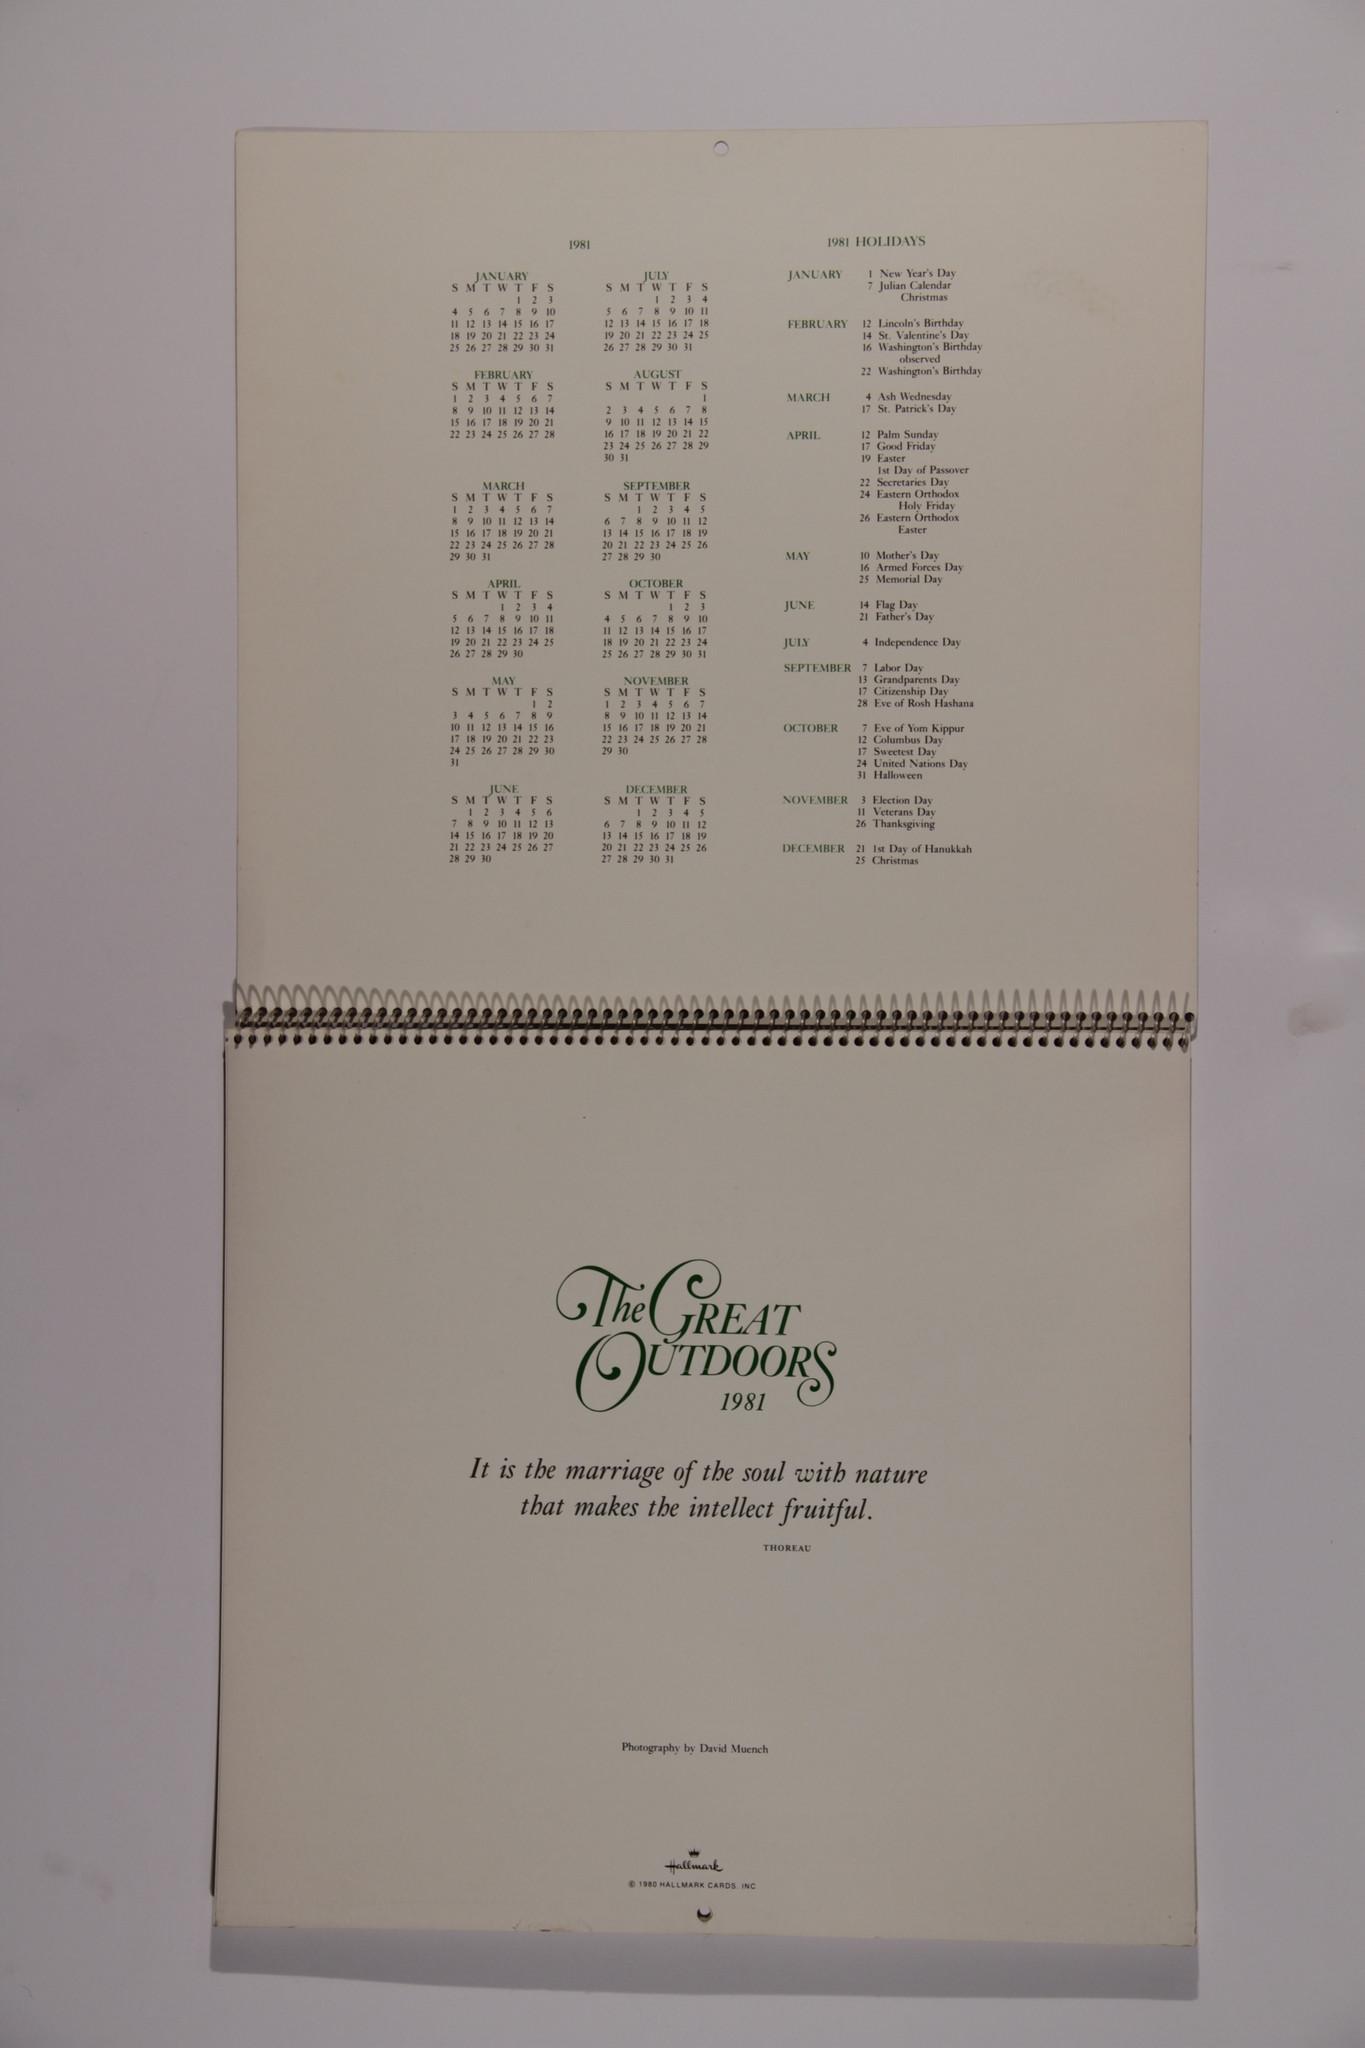 1981
JANUARY
S M T W T F S
1 2 3
4 5 6 7 8 9 10
11 12 13 14 15 16 17
18 19 20 21 22 23 24
25 26 27 28 29 30 31
FEBRUARY
S M T W T F S
1 2 3 4 5 6 7
8 9 10 11 12 13 14
15 16 17 18 19 20 21
22 23 24 25 26 27 28
MARCH
S M T W T F S
1 2 3 4 5 6 7
8 9 10 11 12 13 14
15 16 17 18 19 20 21
22 23 24 25 26 27 28
29 30 31
APRIL
S M T W T F S
1 2 3 4
5 6 7 8 9 10 11
12 13 14 15 16 17 18
19 20 21 22 23 24 25
26 27 28 29 30
MAY
S M T W T F S
1 2
3 4 5 6 7 8 9
10 11 12 13 14 15 16
17 18 19 20 21 22 23
24 25 26 27 28 29 30
31
JUNE
S M T W T F S
1 2 3 4 5 6
7 8 9 10 11 12 13
14 15 16 17 18 19 20
21 22 23 24 25 26 27
28 29 30
JULY
S M T W T F S
1 2 3 4
5 6 7 8 9 10 11
12 13 14 15 16 17 18
19 20 21 22 23 24 25
26 27 28 29 30 31
AUGUST
S M T W T F S
1
2 3 4 5 6 7 8
9 10 11 12 13 14 15
16 17 18 19 20 21 22
23 24 25 26 27 28 29
30 31
SEPTEMBER
S M T W T F S
1 2 3 4 5
6 7 8 9 10 11 12
13 14 15 16 17 18 19
20 21 22 23 24 25 26
27 28 29 30
OCTOBER
S M T W T F S
1 2 3
4 5 6 7 8 9 10
11 12 13 14 15 16 17
18 19 20 21 22 23 24
25 26 27 28 29 30 31
NOVEMBER
S M T W T F S
1 2 3 4 5 6 7
8 9 10 11 12 13 14
15 16 17 18 19 20 21
22 23 24 25 26 27 28
29 30
DECEMBER
S M T W T F S
1 2 3 4 5
6 7 8 9 10 11 12
13 14 15 16 17 18 19
20 21 22 23 24 25 26
27 28 29 30 31
1981 HOLIDAYS
JANUARY 1 New Year's Day
7 Julian Calendar
Christmas
FEBRUARY 12 Lincoln's Birthday
14 St. Valentine's Day
16 Washington's Birthday
observed
22 Washington's Birthday
MARCH 4 Ash Wednesday
17 St. Patrick's Day
APRIL 12 Palm Sunday
17 Good Friday
19 Easter
1st Day of Passover
22 Secretaries Day
24 Eastern Orthodox
Holy Friday
26 Eastern Orthodox
Easter
MAY 10 Mother's Day
16 Armed Forces Day
25 Memorial Day
JUNE 14 Flag Day
21 Father's Day
JULY 4 Independence Day
SEPTEMBER 7 Labor Day
13 Grandparents Day
17 Citizenship Day
28 Eve of Rosh Hashana
OCTOBER 7 Eve of Yom Kippur
12 Columbus Day
17 Sweetest Day
24 United Nations Day
31 Halloween
NOVEMBER 3 Election Day
11 Veterans Day
26 Thanksgiving
DECEMBER 21 1st Day of Hanukkah
25 Christmas
The GREAT
OUTDOORS
1981
It is the marriage of the soul with nature
that makes the intellect fruitful.
THOREAU
Photography by David Muench
Hallmark
© 1980 HALLMARK CARDS, INC